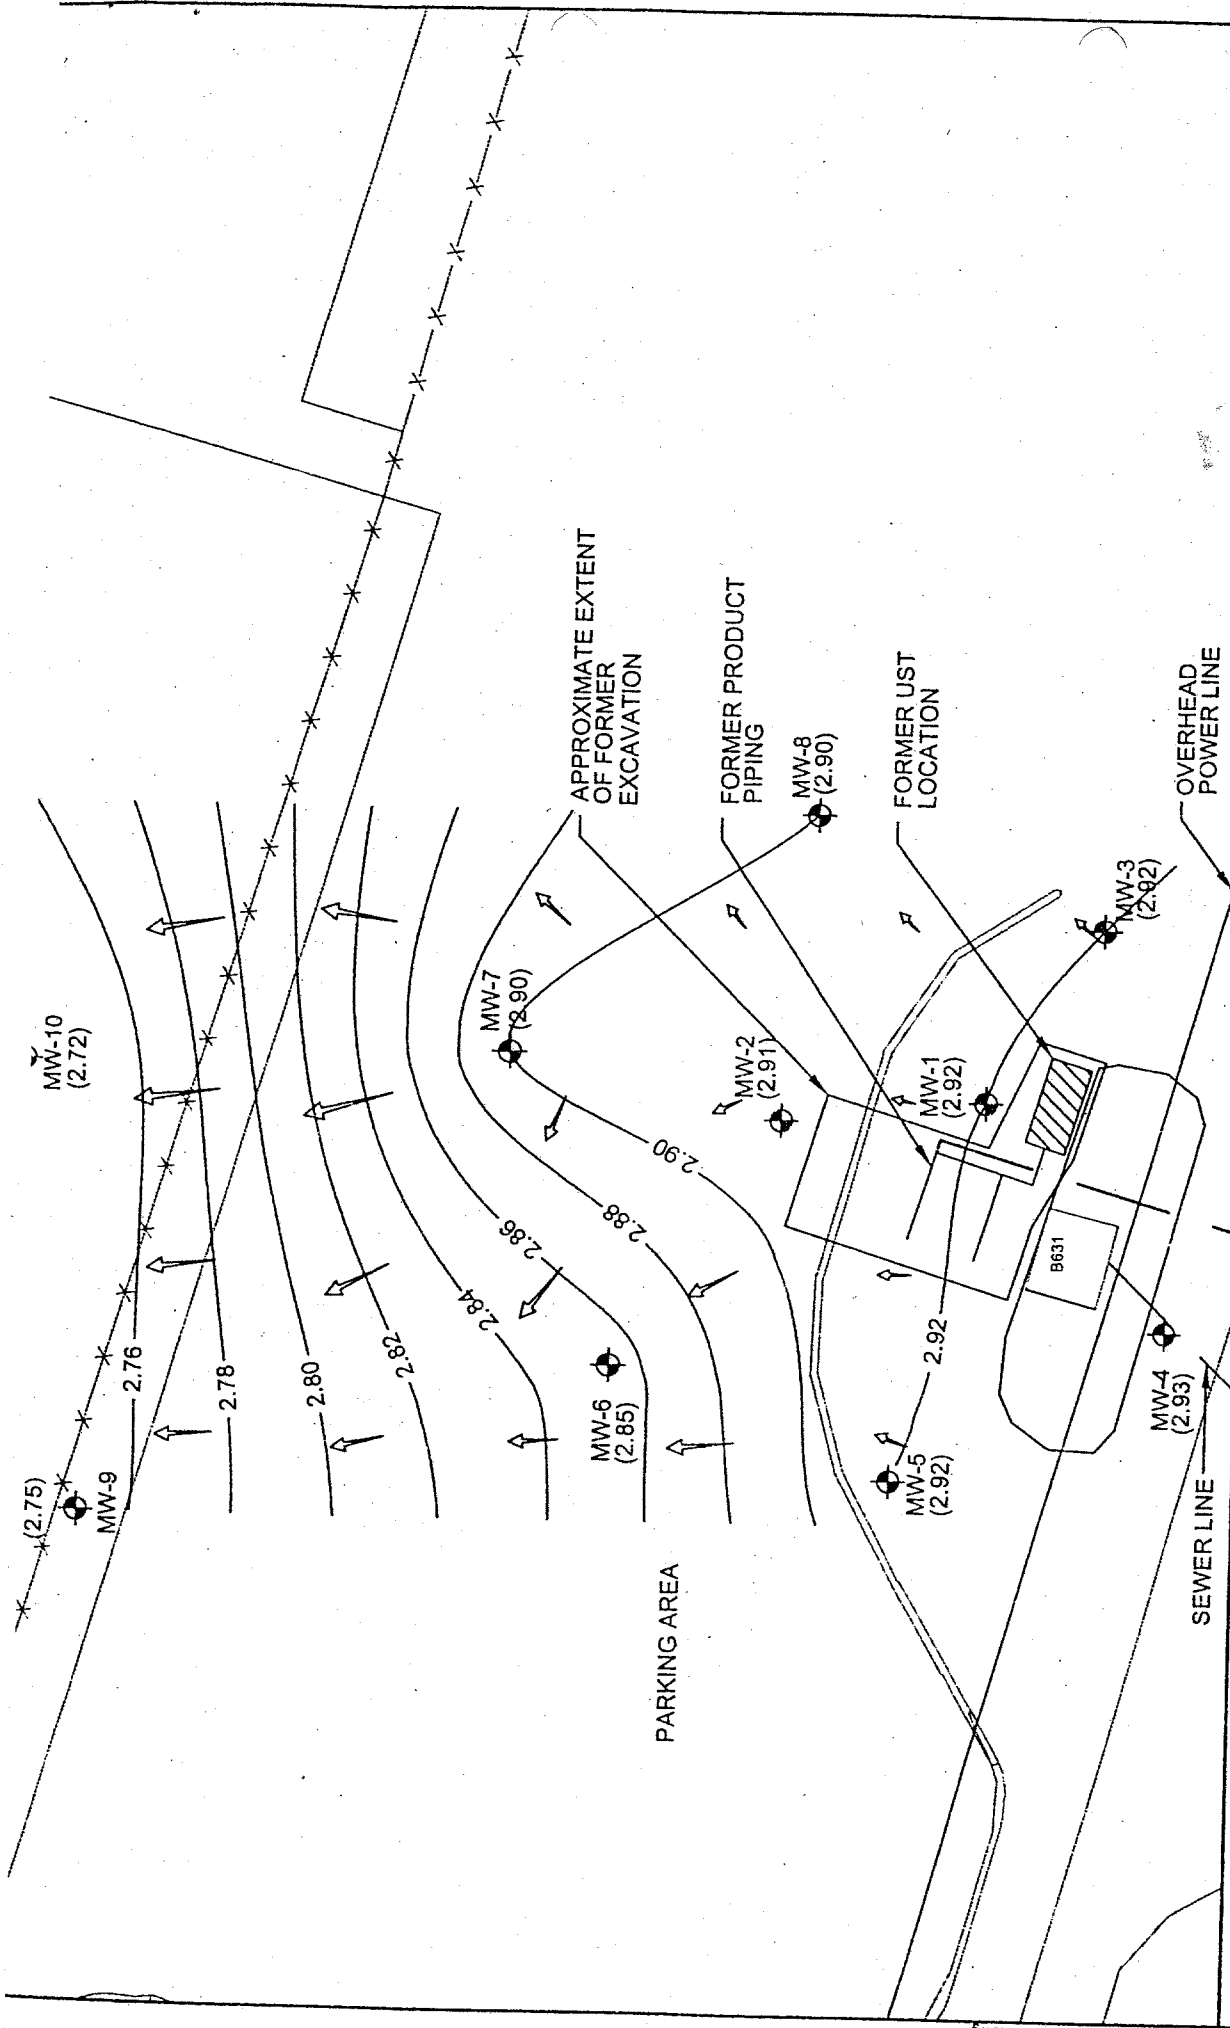 (2.75)
MW-9
MW-10
(2.72)
2.76
2.78
2.80
2.82
2.84
2.86
2.88
2.90
2.92
MW-6
(2.85)
MW-7
(2.90)
MW-2
(2.91)
MW-8
(2.90)
MW-1
(2.92)
MW-3
(2.92)
MW-5
(2.92)
MW-4
(2.93)
B631
PARKING AREA
SEWER LINE
APPROXIMATE EXTENT
OF FORMER
EXCAVATION
FORMER PRODUCT
PIPING
FORMER UST
LOCATION
OVERHEAD
POWER LINE